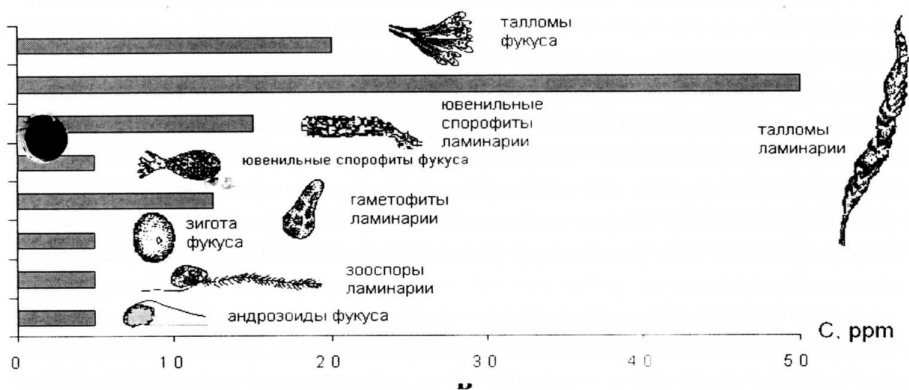 талломы
фукуса
ювенильные
спорофиты
ламинарии
талломы
ламинарии
ювенильные спорофиты фукуса
гаметофиты
ламинарии
зигота
фукуса
зооспоры
ламинарии
андрозоиды фукуса
C, ppm
0 10 20 30 40 50